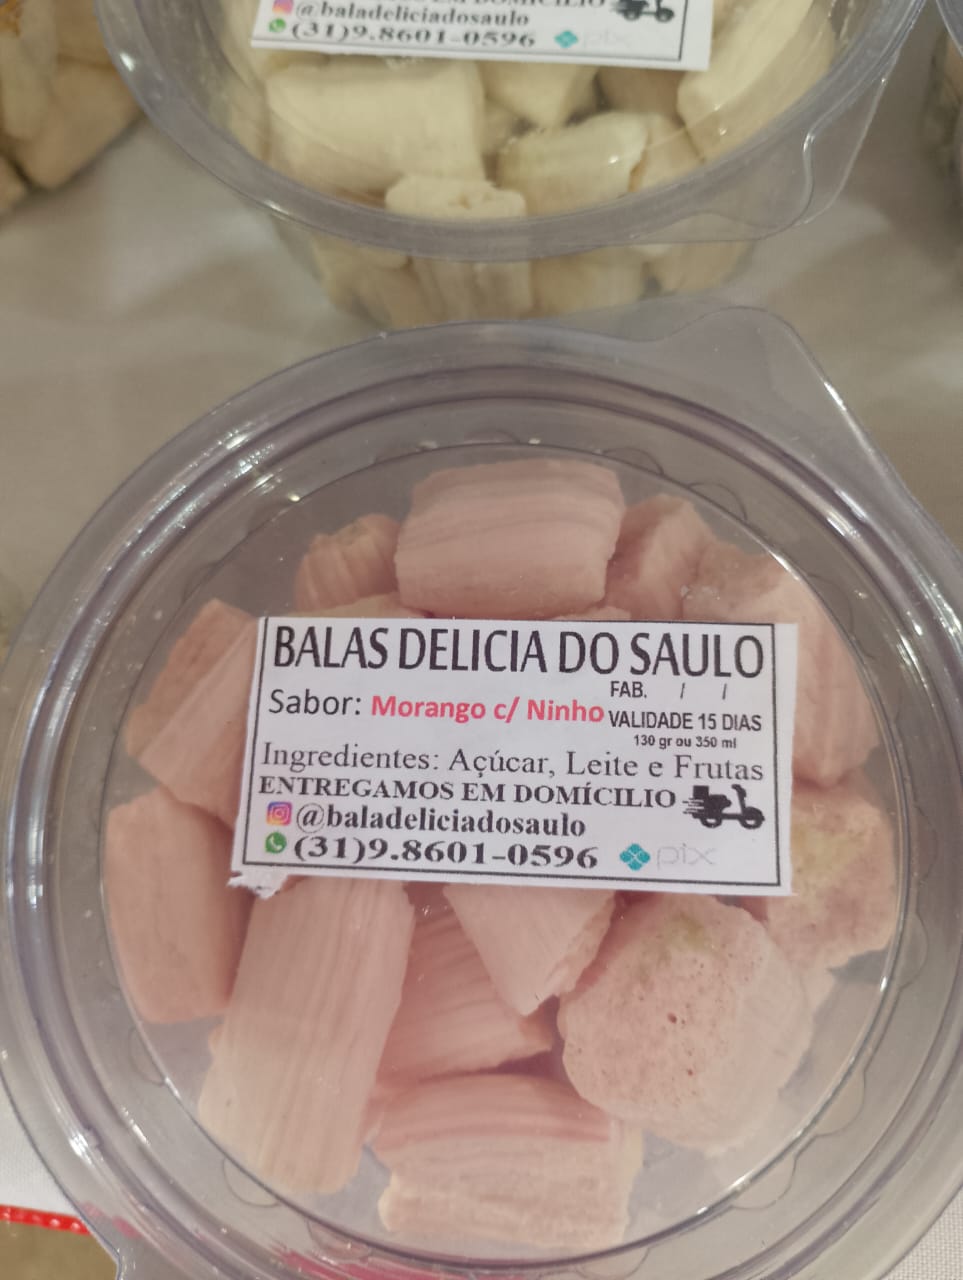 @baladeliciadosaulo
(31)9.8601-0596 pix
BALAS DELICIA DO SAULO
FAB. / /
Sabor: Morango c/ Ninho
VALIDADE 15 DIAS
130 gr ou 350 ml
Ingredientes: Açúcar, Leite e Frutas
ENTREGAMOS EM DOMÍCILIO
@baladeliciadosaulo
(31)9.8601-0596 pix